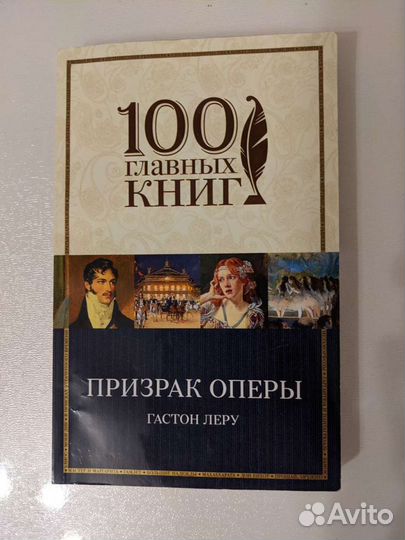 100
ГЛАВНЫХ
КНИГ
ПРИЗРАК ОПЕРЫ
ГАСТОН ЛЕРУ
Avito